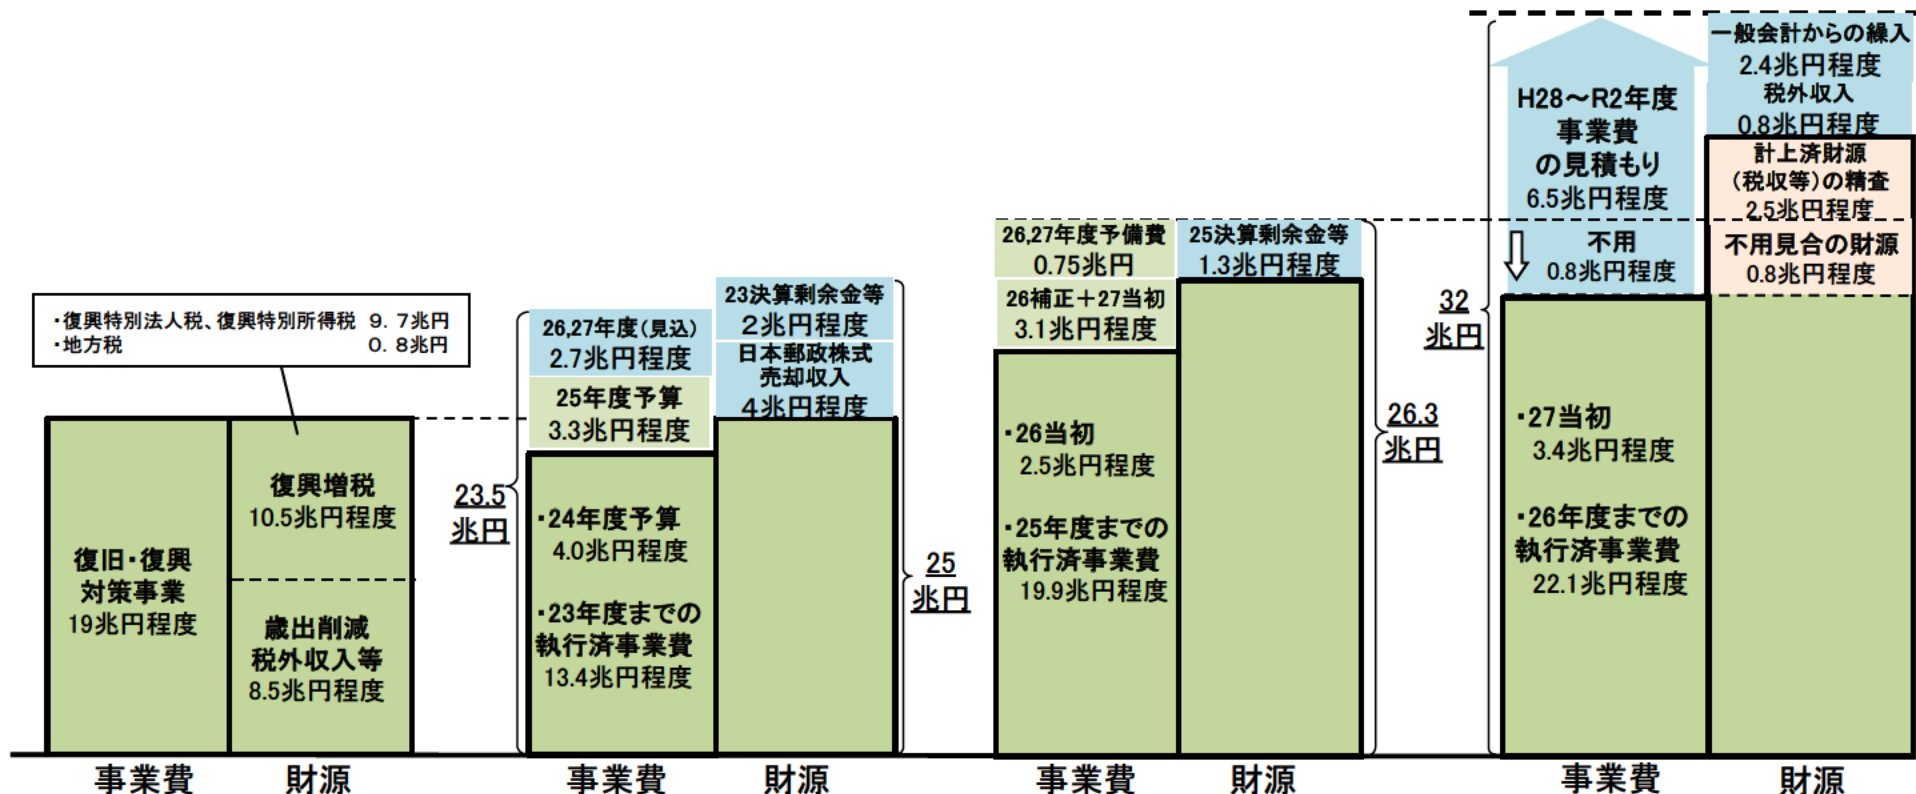 ・復興特別法人税、復興特別所得税 9．7兆円
・地方税 0．8兆円
復旧・復興
対策事業
19兆円程度
復興増税
10.5兆円程度
歳出削減
税外収入等
8.5兆円程度
事業費
財源
23.5
兆円
26,27年度(見込)
2.7兆円程度
25年度予算
3.3兆円程度
・24年度予算
4.0兆円程度
・23年度までの
執行済事業費
13.4兆円程度
23決算剰余金等
2兆円程度
日本郵政株式
売却収入
4兆円程度
25
兆円
事業費
財源
26,27年度予備費
0.75兆円
26補正＋27当初
3.1兆円程度
・26当初
2.5兆円程度
・25年度までの
執行済事業費
19.9兆円程度
25決算剰余金等
1.3兆円程度
26.3
兆円
事業費
財源
32
兆円
H28～R2年度
事業費
の見積もり
6.5兆円程度
不用
0.8兆円程度
・27当初
3.4兆円程度
・26年度までの
執行済事業費
22.1兆円程度
一般会計からの繰入
2.4兆円程度
税外収入
0.8兆円程度
計上済財源
（税収等）の精査
2.5兆円程度
不用見合の財源
0.8兆円程度
事業費
財源